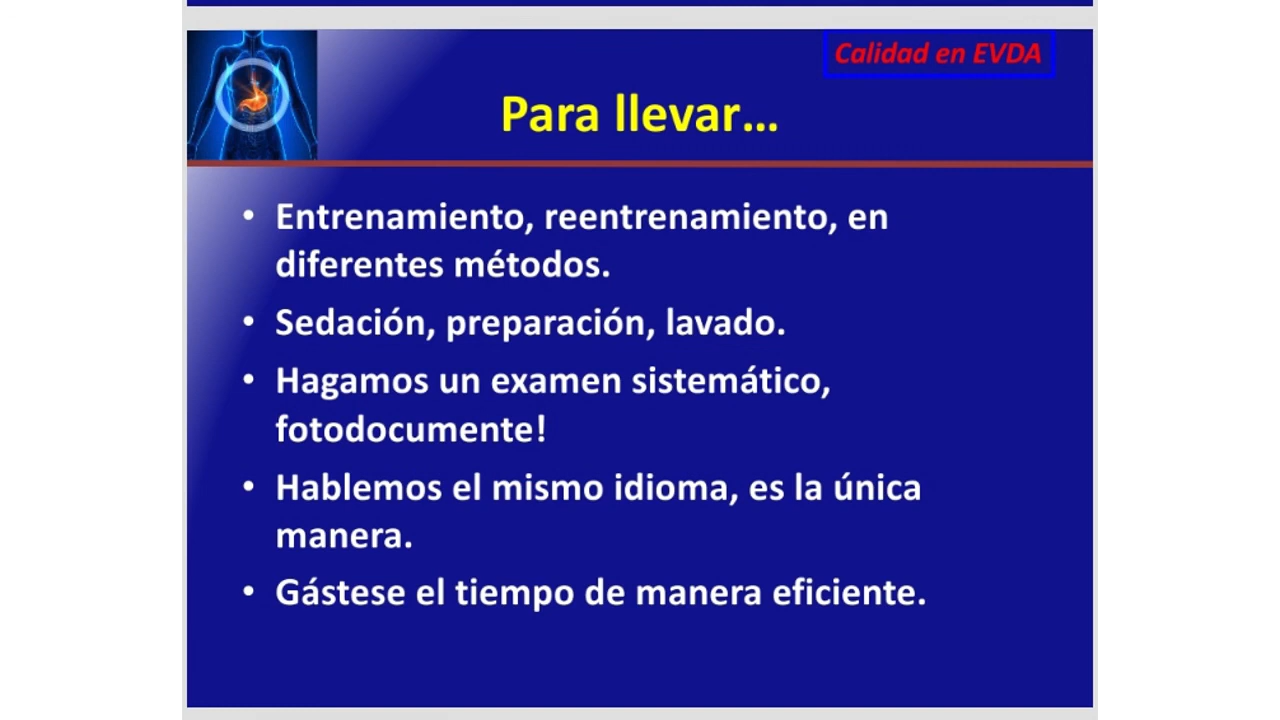 Calidad en EVDA
Para llevar...
• Entrenamiento, reentrenamiento, en
diferentes métodos.
• Sedación, preparación, lavado.
• Hagamos un examen sistemático,
fotodocumente!
• Hablemos el mismo idioma, es la única
manera.
• Gástese el tiempo de manera eficiente.